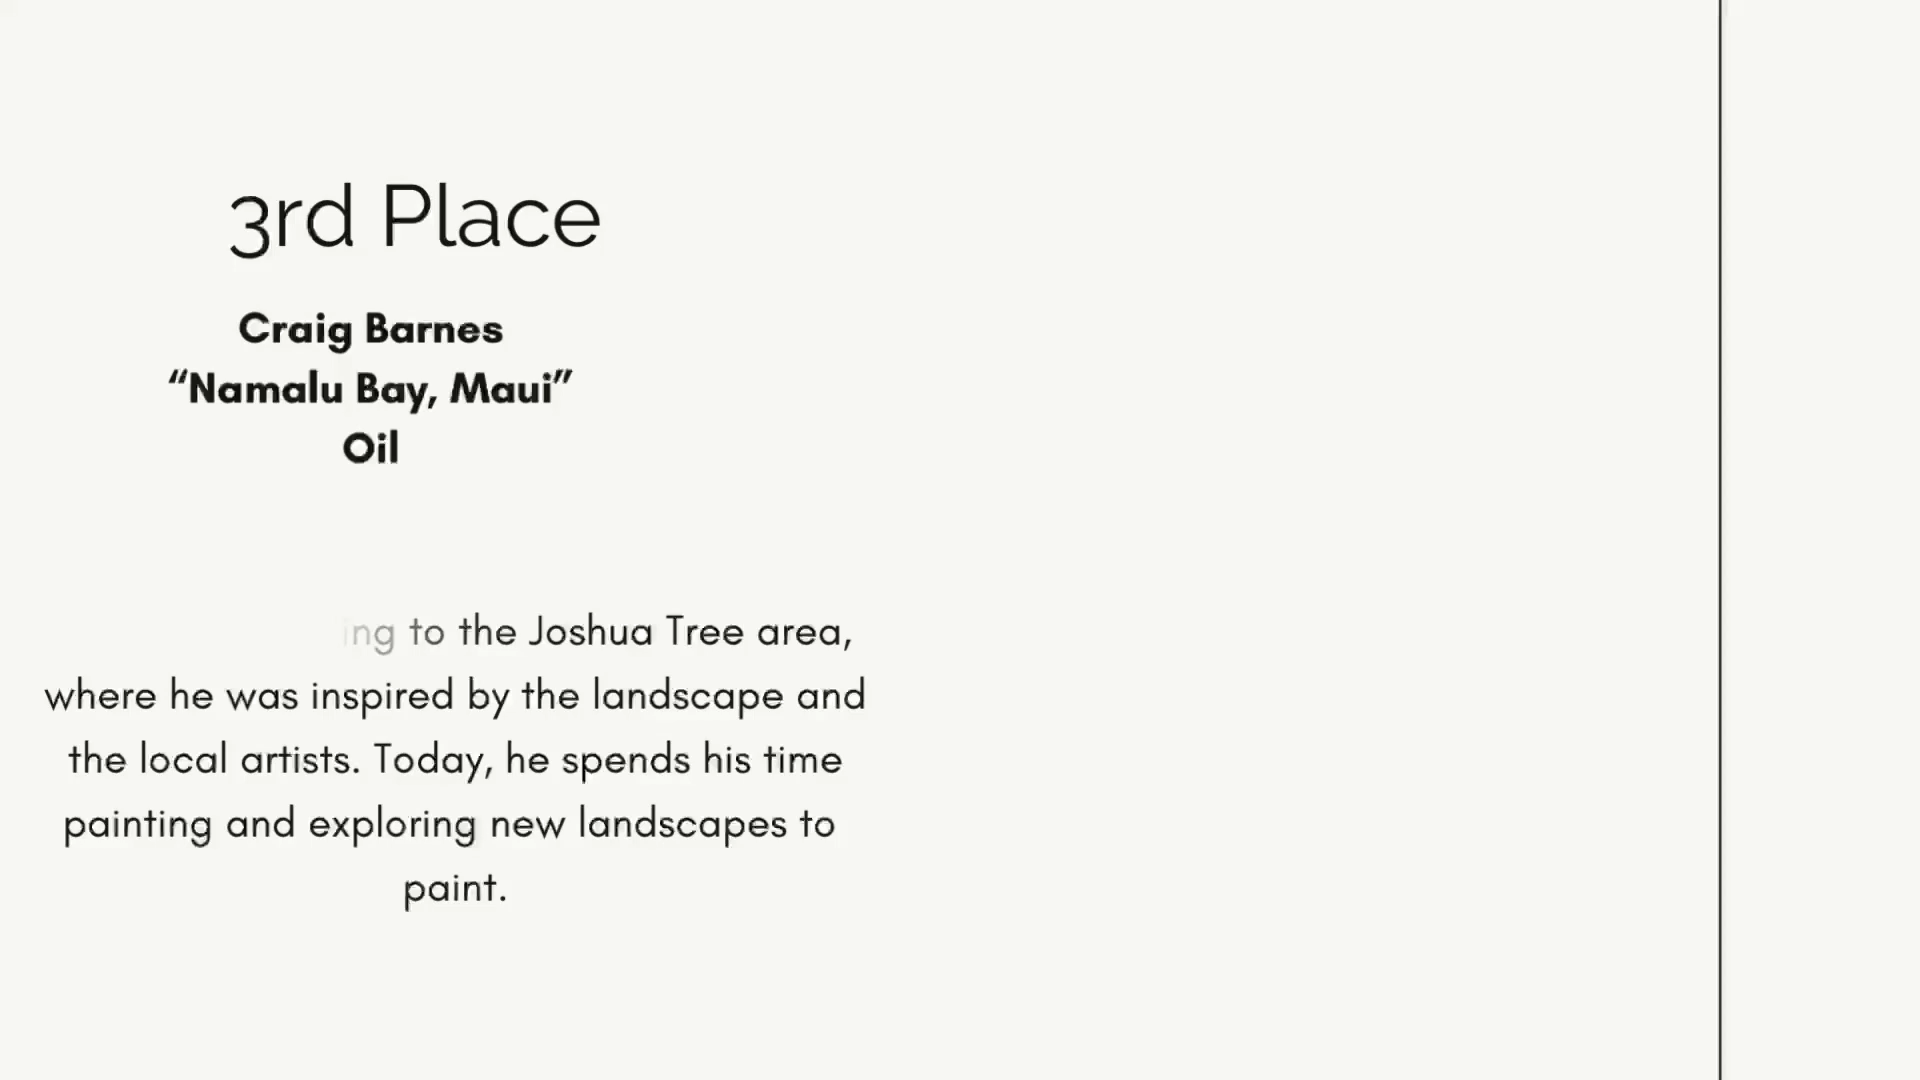 3rd Place
Craig Barnes
“Namalu Bay, Maui”
Oil
ing to the Joshua Tree area,
where he was inspired by the landscape and
the local artists. Today, he spends his time
painting and exploring new landscapes to
paint.